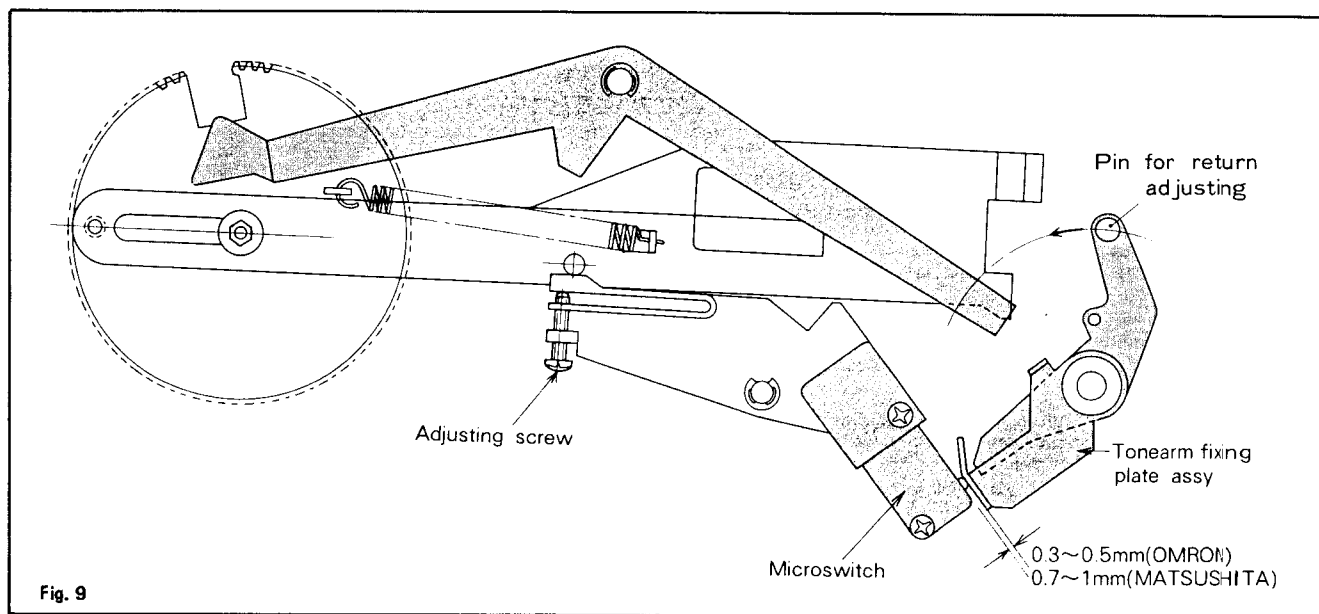 Pin for return
adjusting
Adjusting screw
Tonearm fixing
plate assy
Microswitch
0.3~0.5mm(OMRON)
0.7~1mm(MATSUSHITA)
Fig. 9